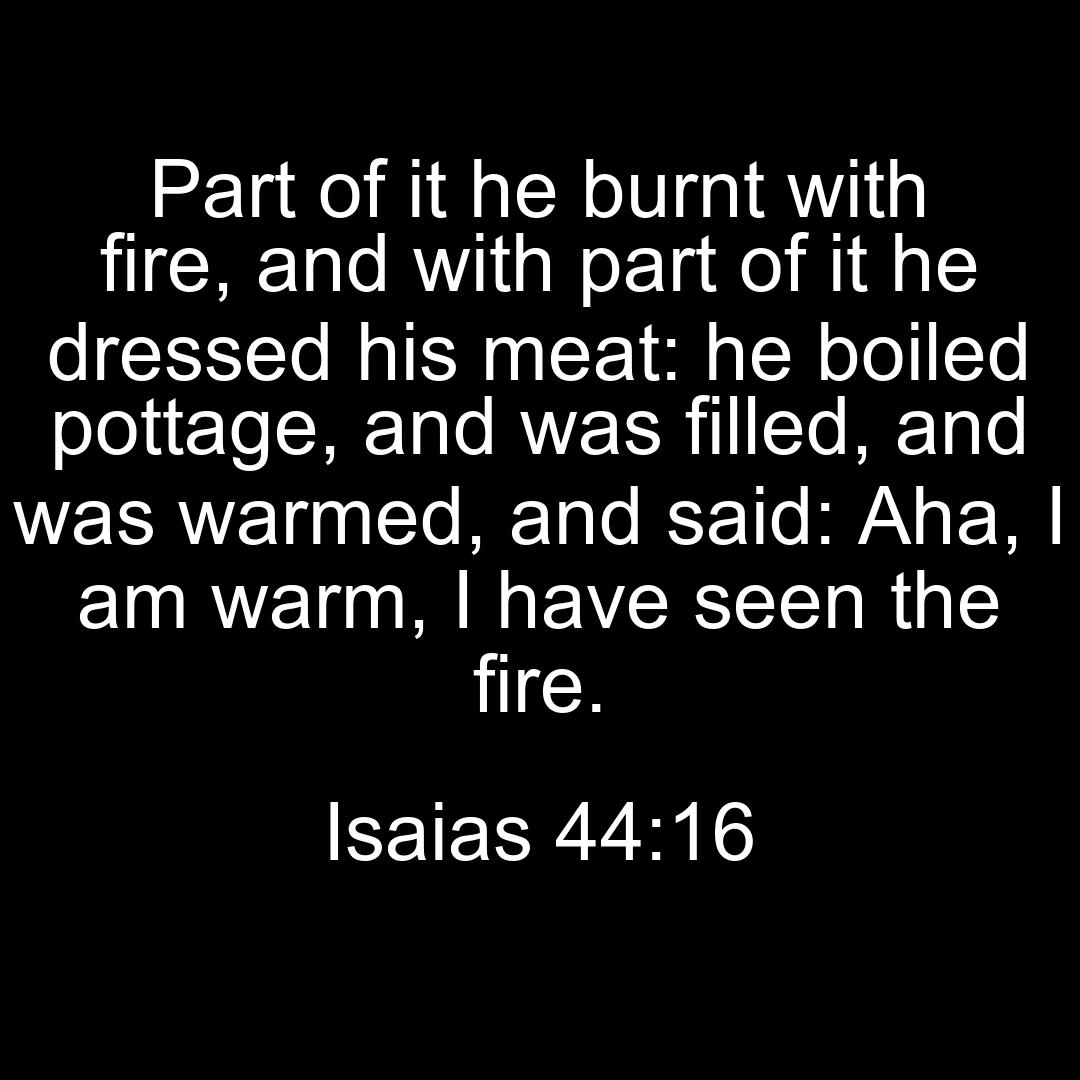 Part of it he burnt with
fire, and with part of it he
dressed his meat: he boiled
pottage, and was filled, and
was warmed, and said: Aha, I
am warm, I have seen the
fire.
Isaias 44:16